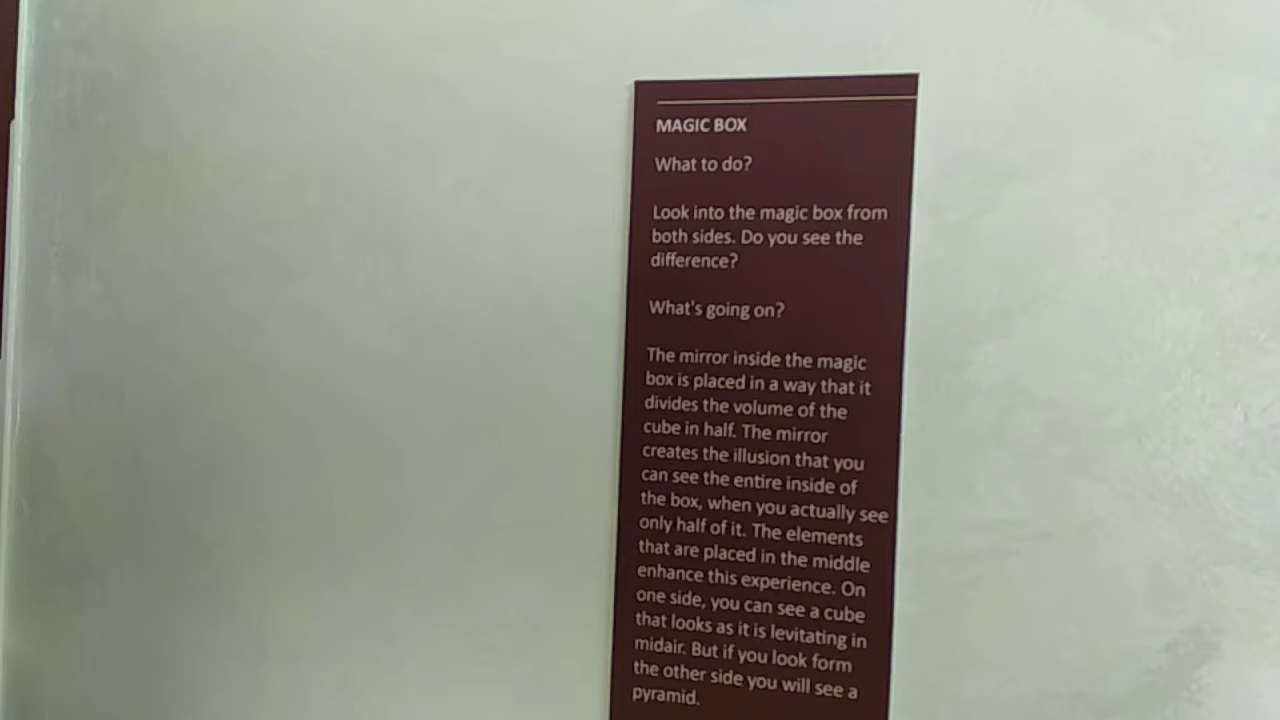 MAGIC BOX
What to do?
Look into the magic box from
both sides. Do you see the
difference?
What's going on?
The mirror inside the magic
box is placed in a way that it
divides the volume of the
cube in half. The mirror
creates the illusion that you
can see the entire inside of
the box, when you actually see
only half of it. The elements
that are placed in the middle
enhance this experience. On
one side, you can see a cube
that looks as it is levitating in
midair. But if you look form
the other side you will see a
pyramid.